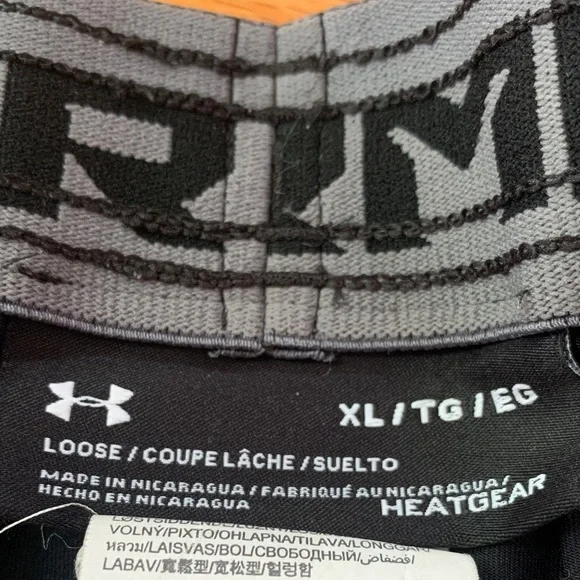 XL/TG/EG
LOOSE/COUPE LÂCHE/SUELTO
MADE IN NICARAGUA/FABRIQUÉ AU NICARAGUA/
HECHO EN NICARAGUA
HEATGEAR
VOLNÝ/PIXTO/OHLAPNA/TILAVA/LONGGAR/
หลวม/LAISVAS/BOL/СВОБОДНЫЙ/فضفاض/
LABAV/寬鬆型/宽松型/헐렁함